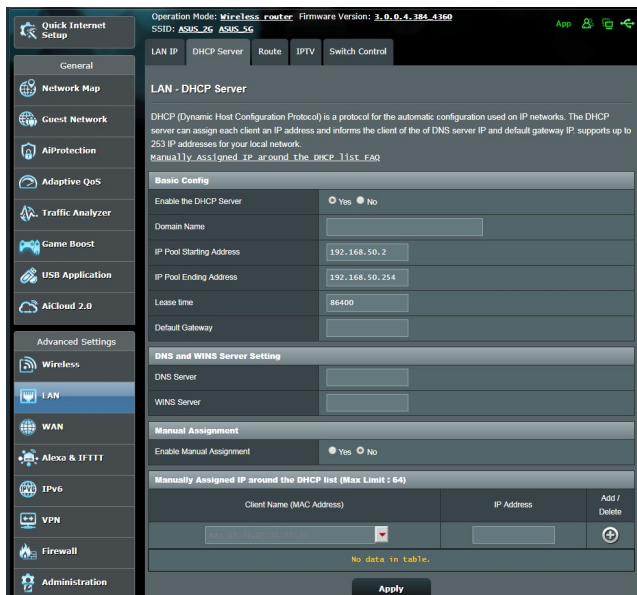 Quick Internet Setup
General
Network Map
Guest Network
AiProtection
Adaptive QoS
Traffic Analyzer
Game Boost
USB Application
AiCloud 2.0
Advanced Settings
Wireless
LAN
WAN
Alexa & IFTTT
IPv6
VPN
Firewall
Administration
Operation Mode: Wireless router Firmware Version: 3.0.0.4.384_4360
SSID: ASUS_2G ASUS_5G
App
LAN IP DHCP Server Route IPTV Switch Control
LAN - DHCP Server
DHCP (Dynamic Host Configuration Protocol) is a protocol for the automatic configuration used on IP networks. The DHCP
server can assign each client an IP address and informs the client of the of DNS server IP and default gateway IP. supports up to
253 IP addresses for your local network.
Manually Assigned IP around the DHCP list FAQ
Basic Config
Enable the DHCP Server Yes No
Domain Name
IP Pool Starting Address 192.168.50.2
IP Pool Ending Address 192.168.50.254
Lease time 86400
Default Gateway
DNS and WINS Server Setting
DNS Server
WINS Server
Manual Assignment
Enable Manual Assignment Yes No
Manually Assigned IP around the DHCP list (Max Limit : 64)
Client Name (MAC Address) IP Address Add / Delete
No data in table.
Apply